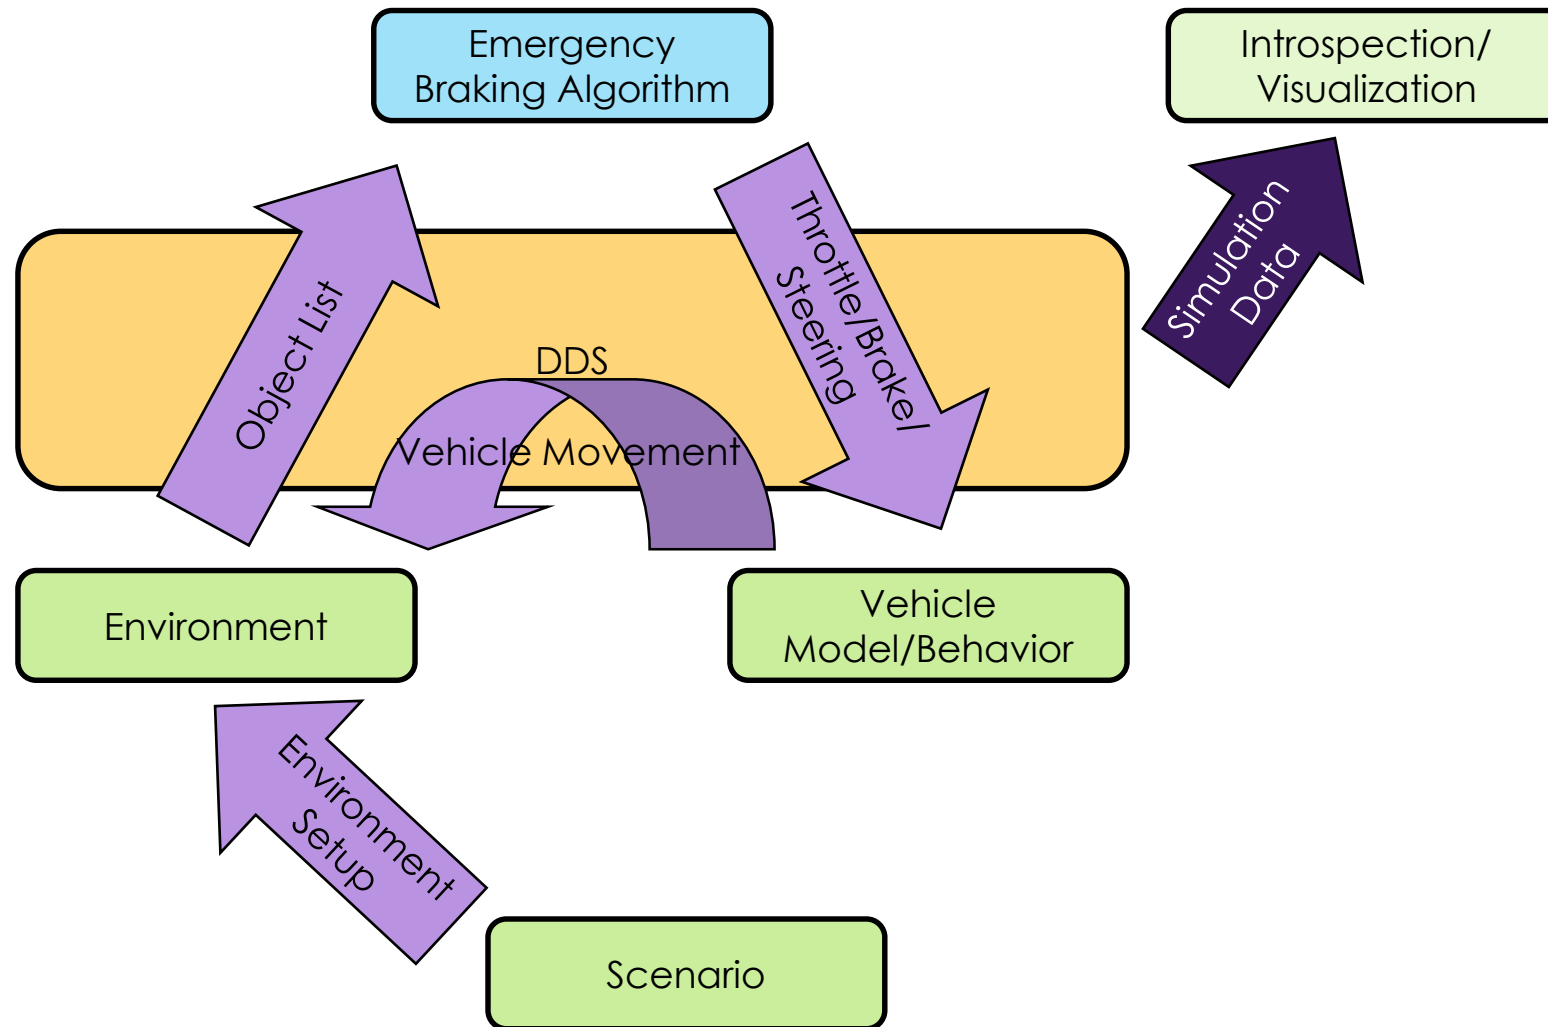 Emergency
Braking Algorithm
Introspection/
Visualization
Object List
Throttle/Brake/
Steering
Simulation
Data
DDS
Vehicle Movement
Environment
Vehicle
Model/Behavior
Environment
Setup
Scenario